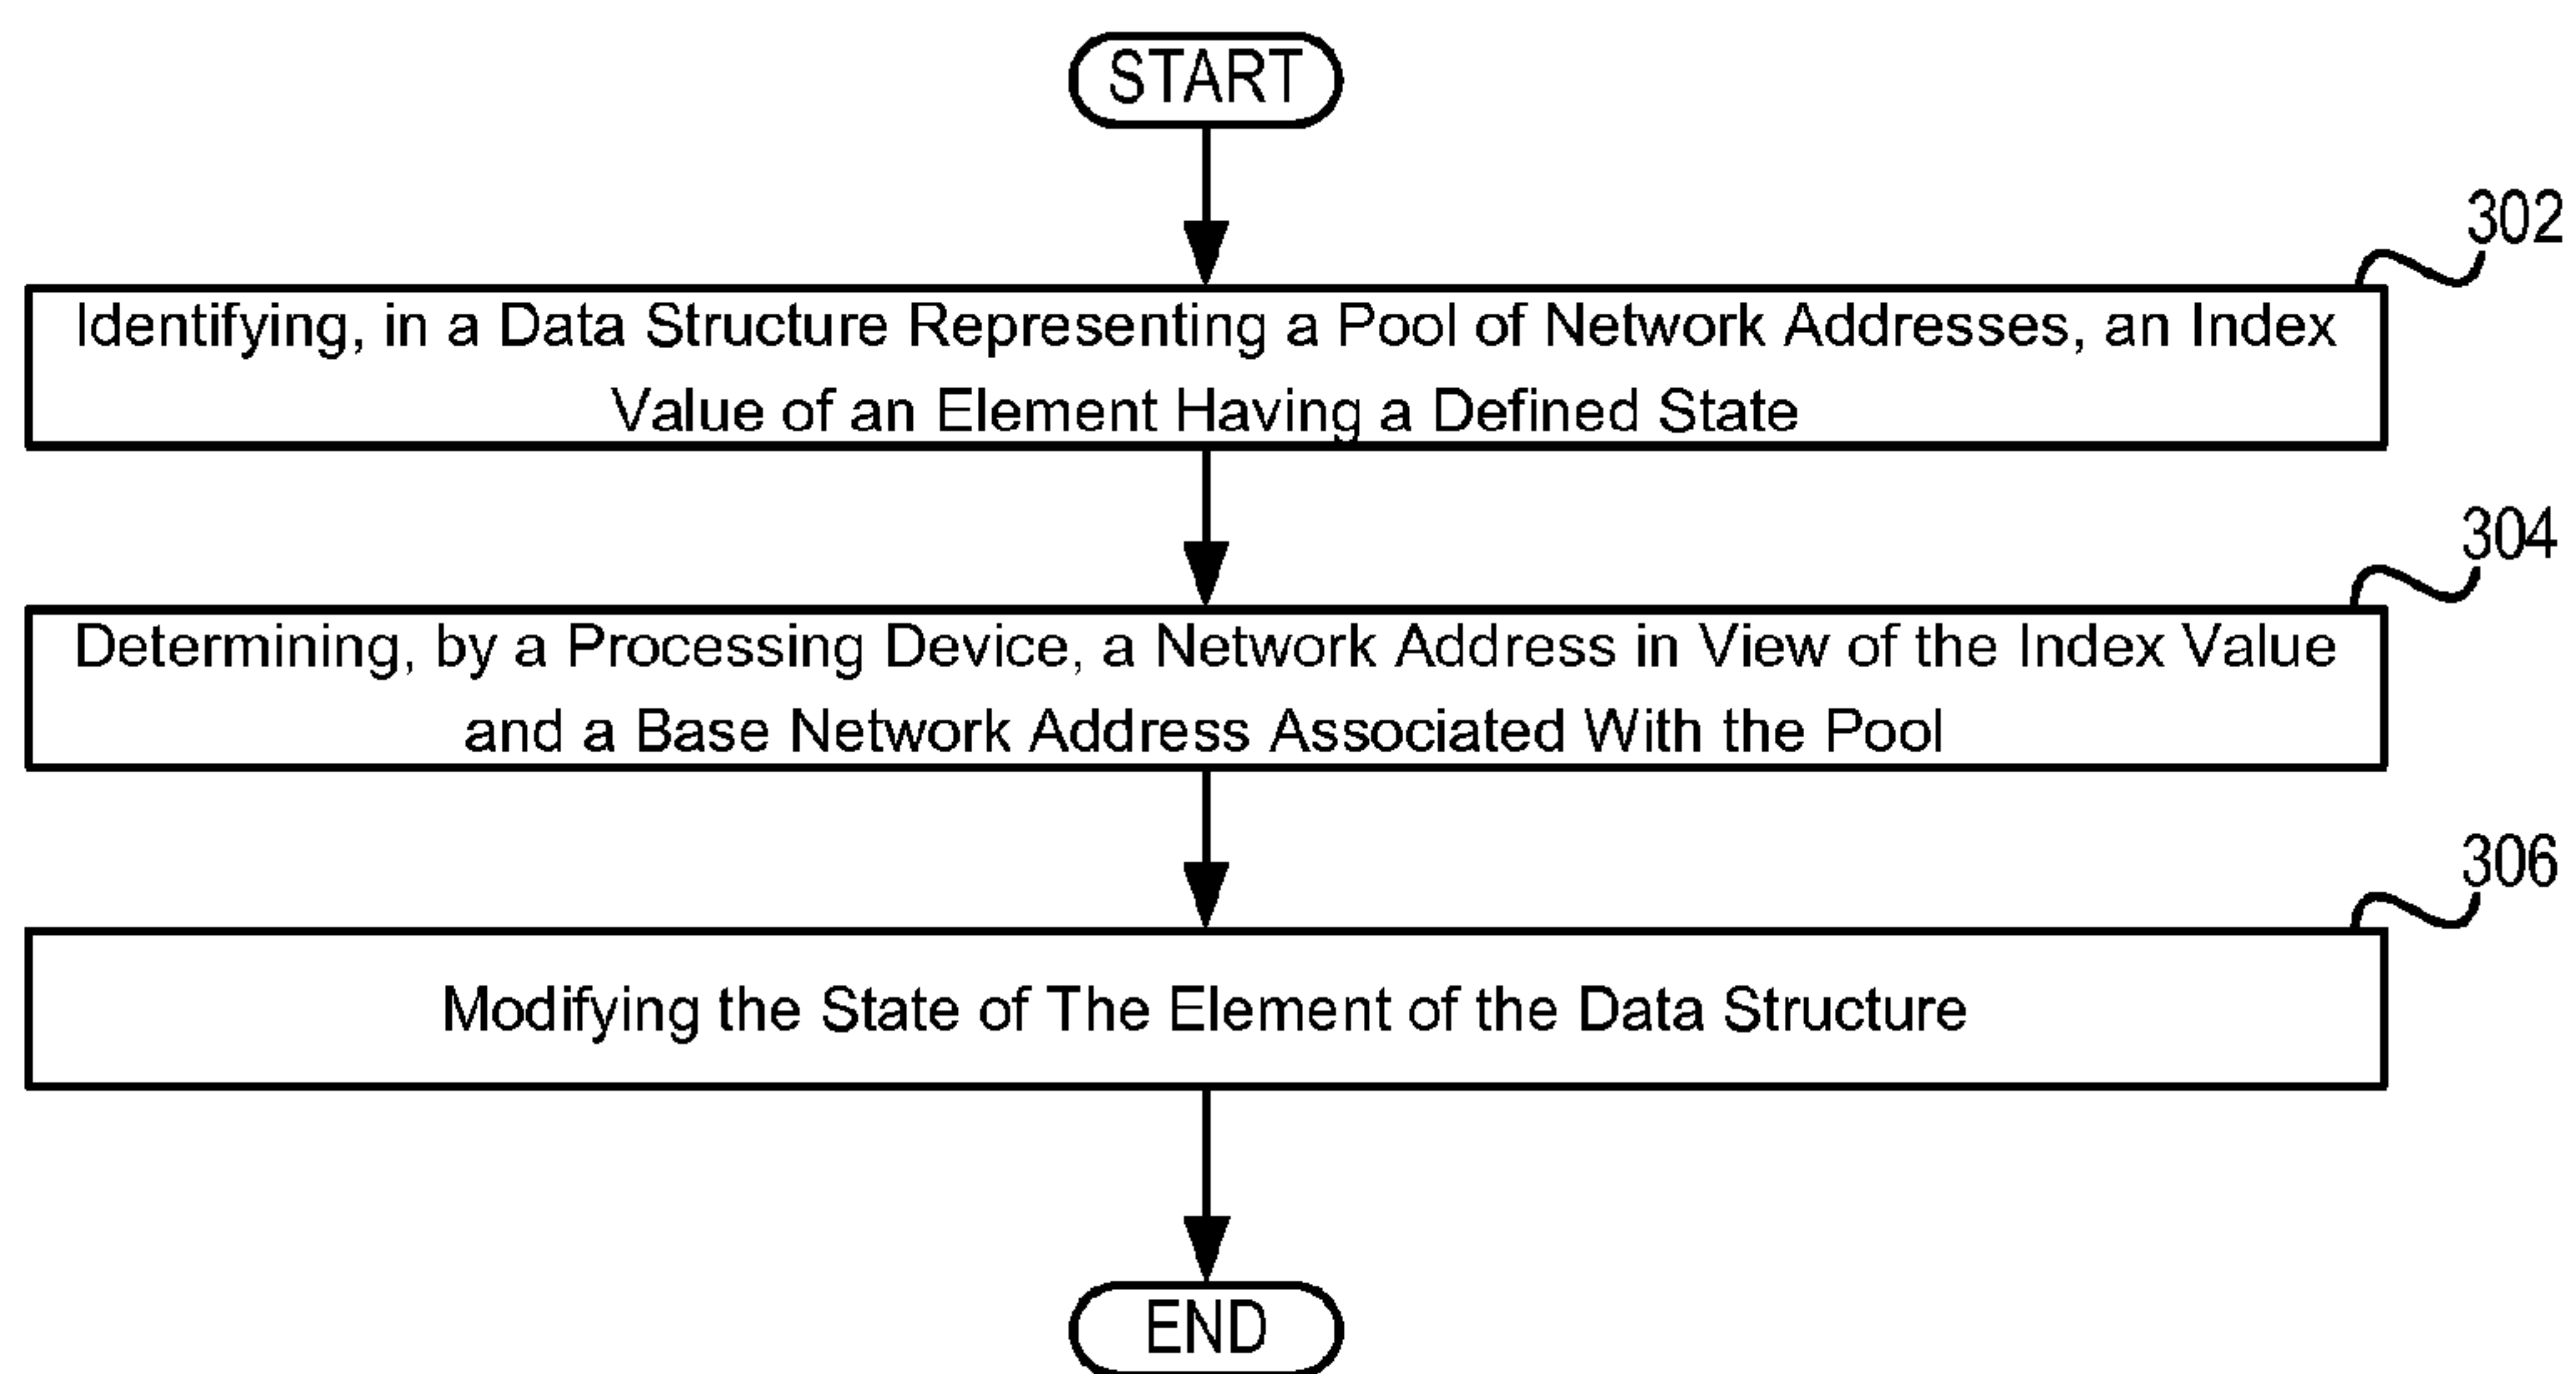 START
302
Identifying, in a Data Structure Representing a Pool of Network Addresses, an Index
Value of an Element Having a Defined State
304
Determining, by a Processing Device, a Network Address in View of the Index Value
and a Base Network Address Associated With the Pool
306
Modifying the State of The Element of the Data Structure
END